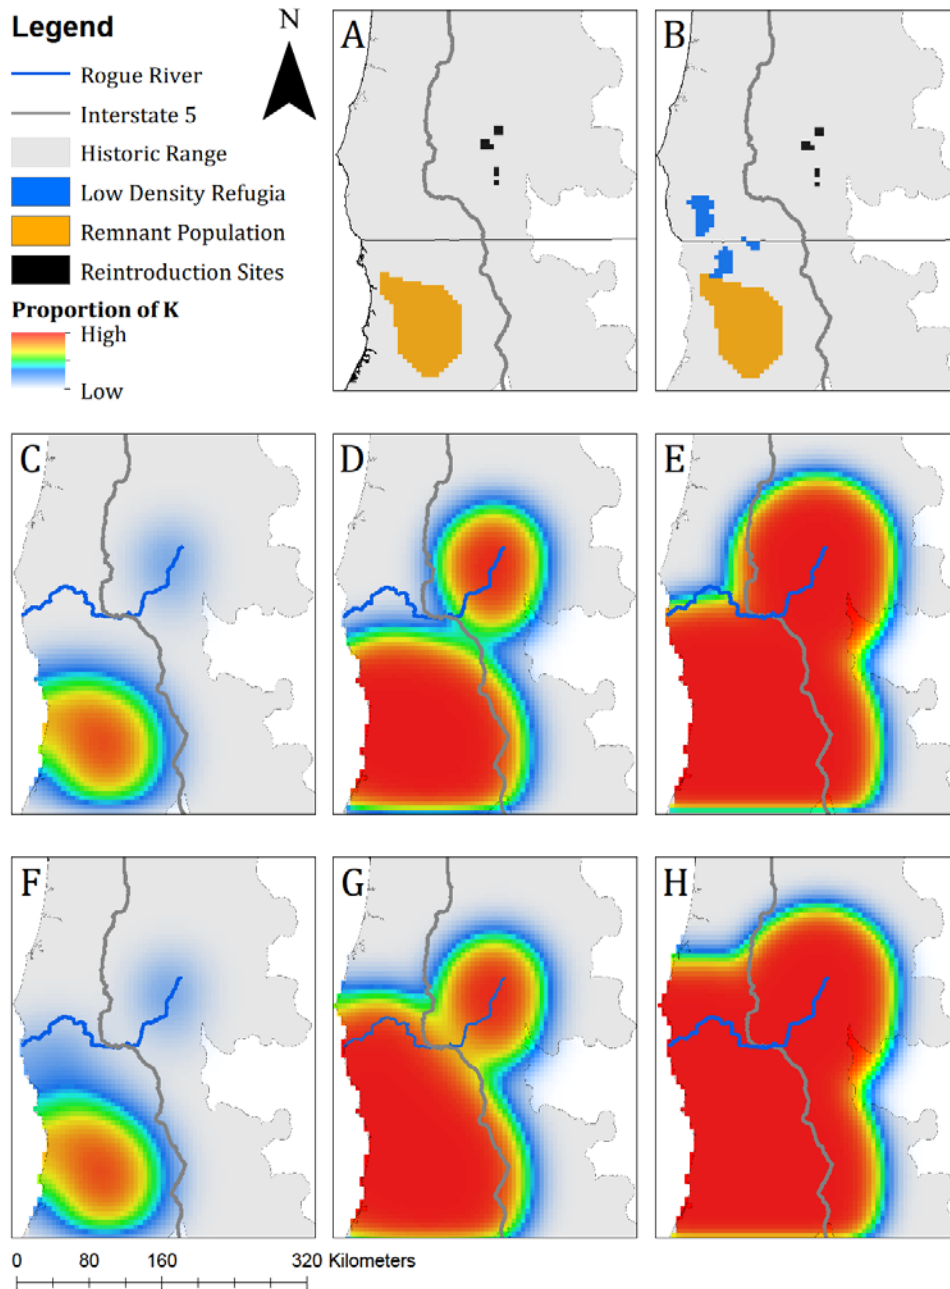 Legend
Rogue River
Interstate 5
Historic Range
Low Density Refugia
Remnant Population
Reintroduction Sites
Proportion of K
High
Low
N
A
B
C
D
E
F
G
H
0 80 160 320 Kilometers